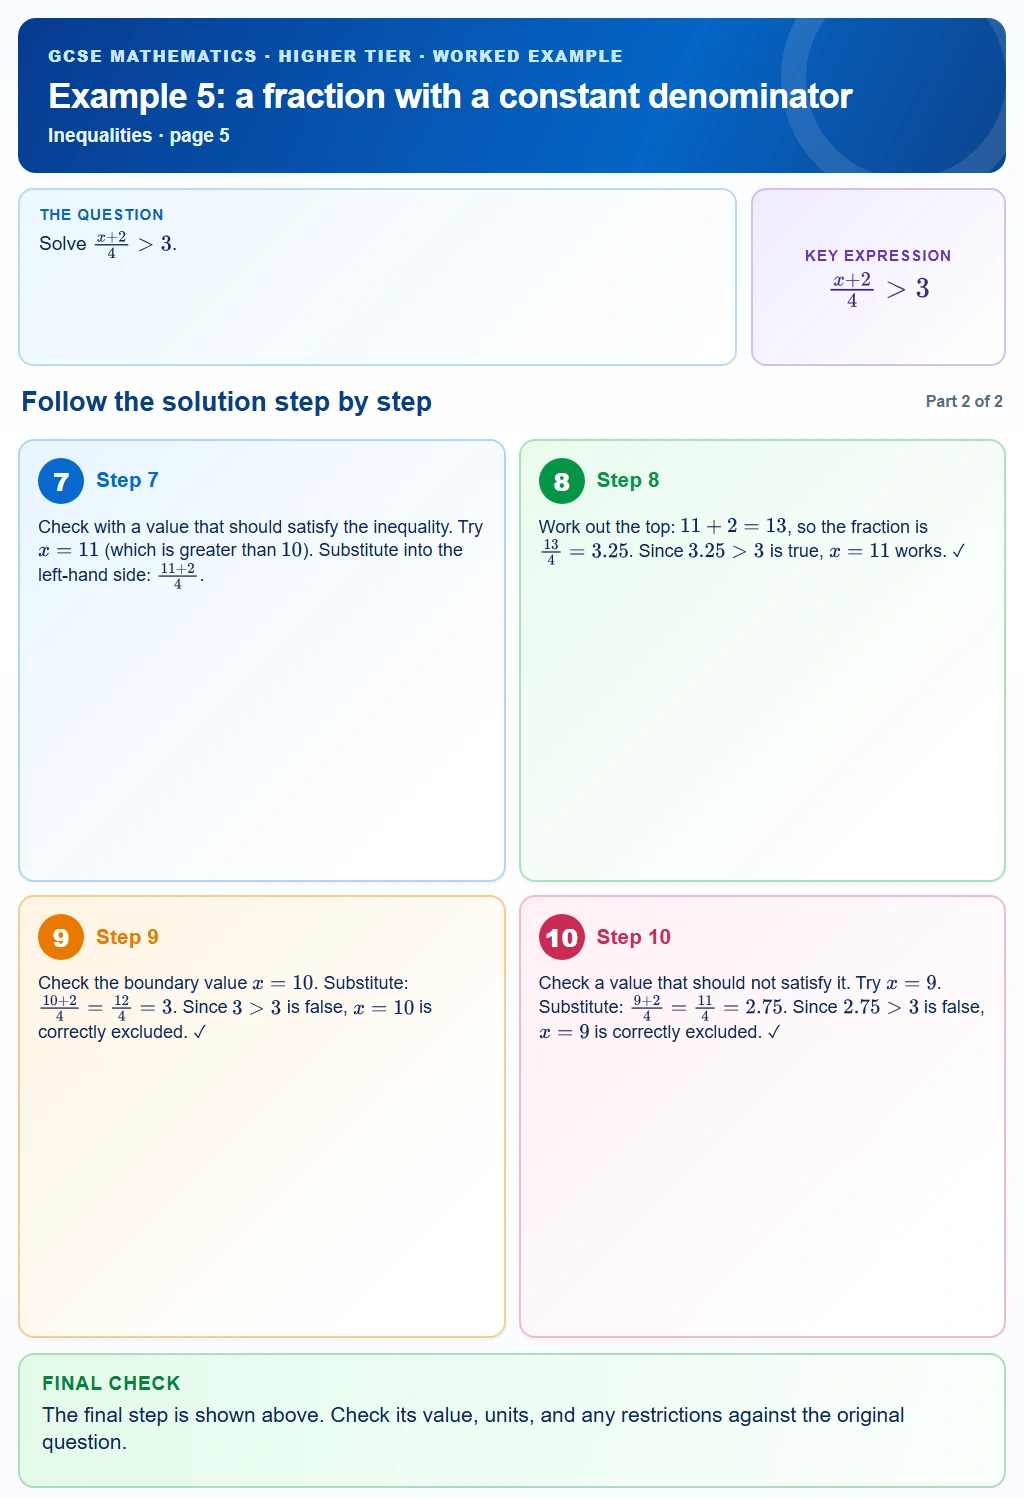 GCSE MATHEMATICS · HIGHER TIER · WORKED EXAMPLE
Example 5: a fraction with a constant denominator
Inequalities · page 5
THE QUESTION
Solve $\frac{x+2}{4} > 3$.
KEY EXPRESSION
$\frac{x+2}{4} > 3$
Follow the solution step by step
Part 2 of 2
7 Step 7
Check with a value that should satisfy the inequality. Try
$x = 11$ (which is greater than $10$). Substitute into the
left-hand side: $\frac{11+2}{4}$.
8 Step 8
Work out the top: $11 + 2 = 13$, so the fraction is
$\frac{13}{4} = 3.25$. Since $3.25 > 3$ is true, $x = 11$ works. ✓
9 Step 9
Check the boundary value $x = 10$. Substitute:
$\frac{10+2}{4} = \frac{12}{4} = 3$. Since $3 > 3$ is false, $x = 10$ is
correctly excluded. ✓
10 Step 10
Check a value that should not satisfy it. Try $x = 9$.
Substitute: $\frac{9+2}{4} = \frac{11}{4} = 2.75$. Since $2.75 > 3$ is false,
$x = 9$ is correctly excluded. ✓
FINAL CHECK
The final step is shown above. Check its value, units, and any restrictions against the original
question.